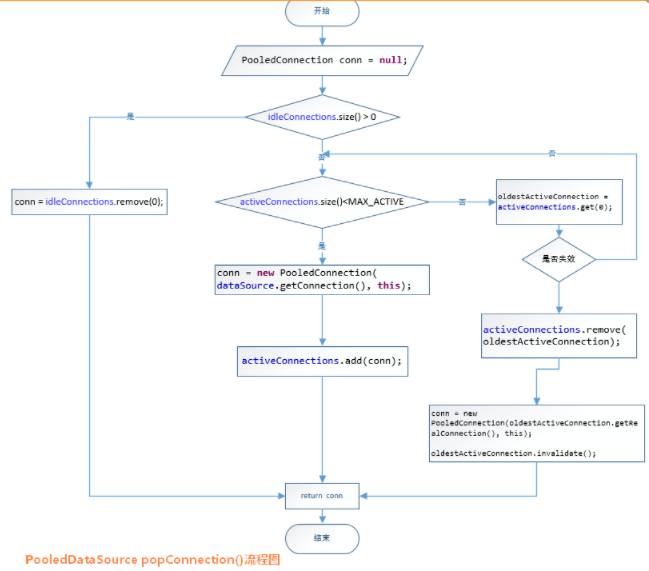 开始
PooledConnection conn = null;
idleConnections.size() > 0
是
否
否
conn = idleConnections.remove(0);
activeConnections.size()<MAX_ACTIVE
否
oldestActiveConnection =
activeConnections.get(0);
是
是否失效
conn = new PooledConnection(
dataSource.getConnection(), this);
activeConnections.remove(
oldestActiveConnection);
activeConnections.add(conn);
conn = new
PooledConnection(oldestActiveConnection.getRe
alConnection(), this);
oldestActiveConnection.invalidate();
return conn
结束
PooledDataSource popConnection()流程图